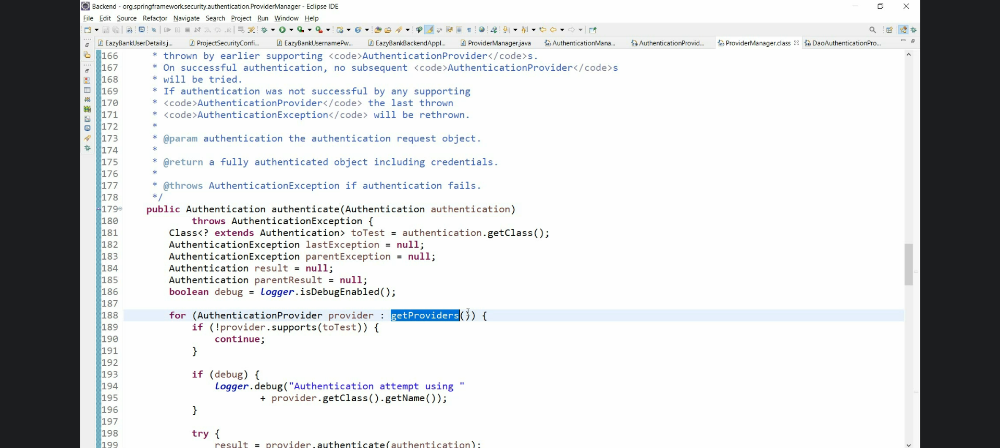 Backend - org.springframework.security.authentication.ProviderManager - Eclipse IDE
File Edit Source Refactor Navigate Search Project Run Window Help
EazyBankUserDetails.j... ProjectSecurityConfi... EazyBankUsernamePw... EazyBankBackendAppl... ProviderManager.java AuthenticationMana... AuthenticationProvid... ProviderManager.class DaoAuthenticationPro...
166 * thrown by earlier supporting <code>AuthenticationProvider</code>s.
167 * On successful authentication, no subsequent <code>AuthenticationProvider</code>s
168 * will be tried.
169 * If authentication was not successful by any supporting
170 * <code>AuthenticationProvider</code> the last thrown
171 * <code>AuthenticationException</code> will be rethrown.
172 *
173 * @param authentication the authentication request object.
174 *
175 * @return a fully authenticated object including credentials.
176 *
177 * @throws AuthenticationException if authentication fails.
178 */
179 public Authentication authenticate(Authentication authentication)
180 throws AuthenticationException {
181 Class<? extends Authentication> toTest = authentication.getClass();
182 AuthenticationException lastException = null;
183 AuthenticationException parentException = null;
184 Authentication result = null;
185 Authentication parentResult = null;
186 boolean debug = logger.isDebugEnabled();
187
188 for (AuthenticationProvider provider : getProviders()) {
189 if (!provider.supports(toTest)) {
190 continue;
191 }
192
193 if (debug) {
194 logger.debug("Authentication attempt using "
195 + provider.getClass().getName());
196 }
197
198 try {
199 result = provider.authenticate(authentication);